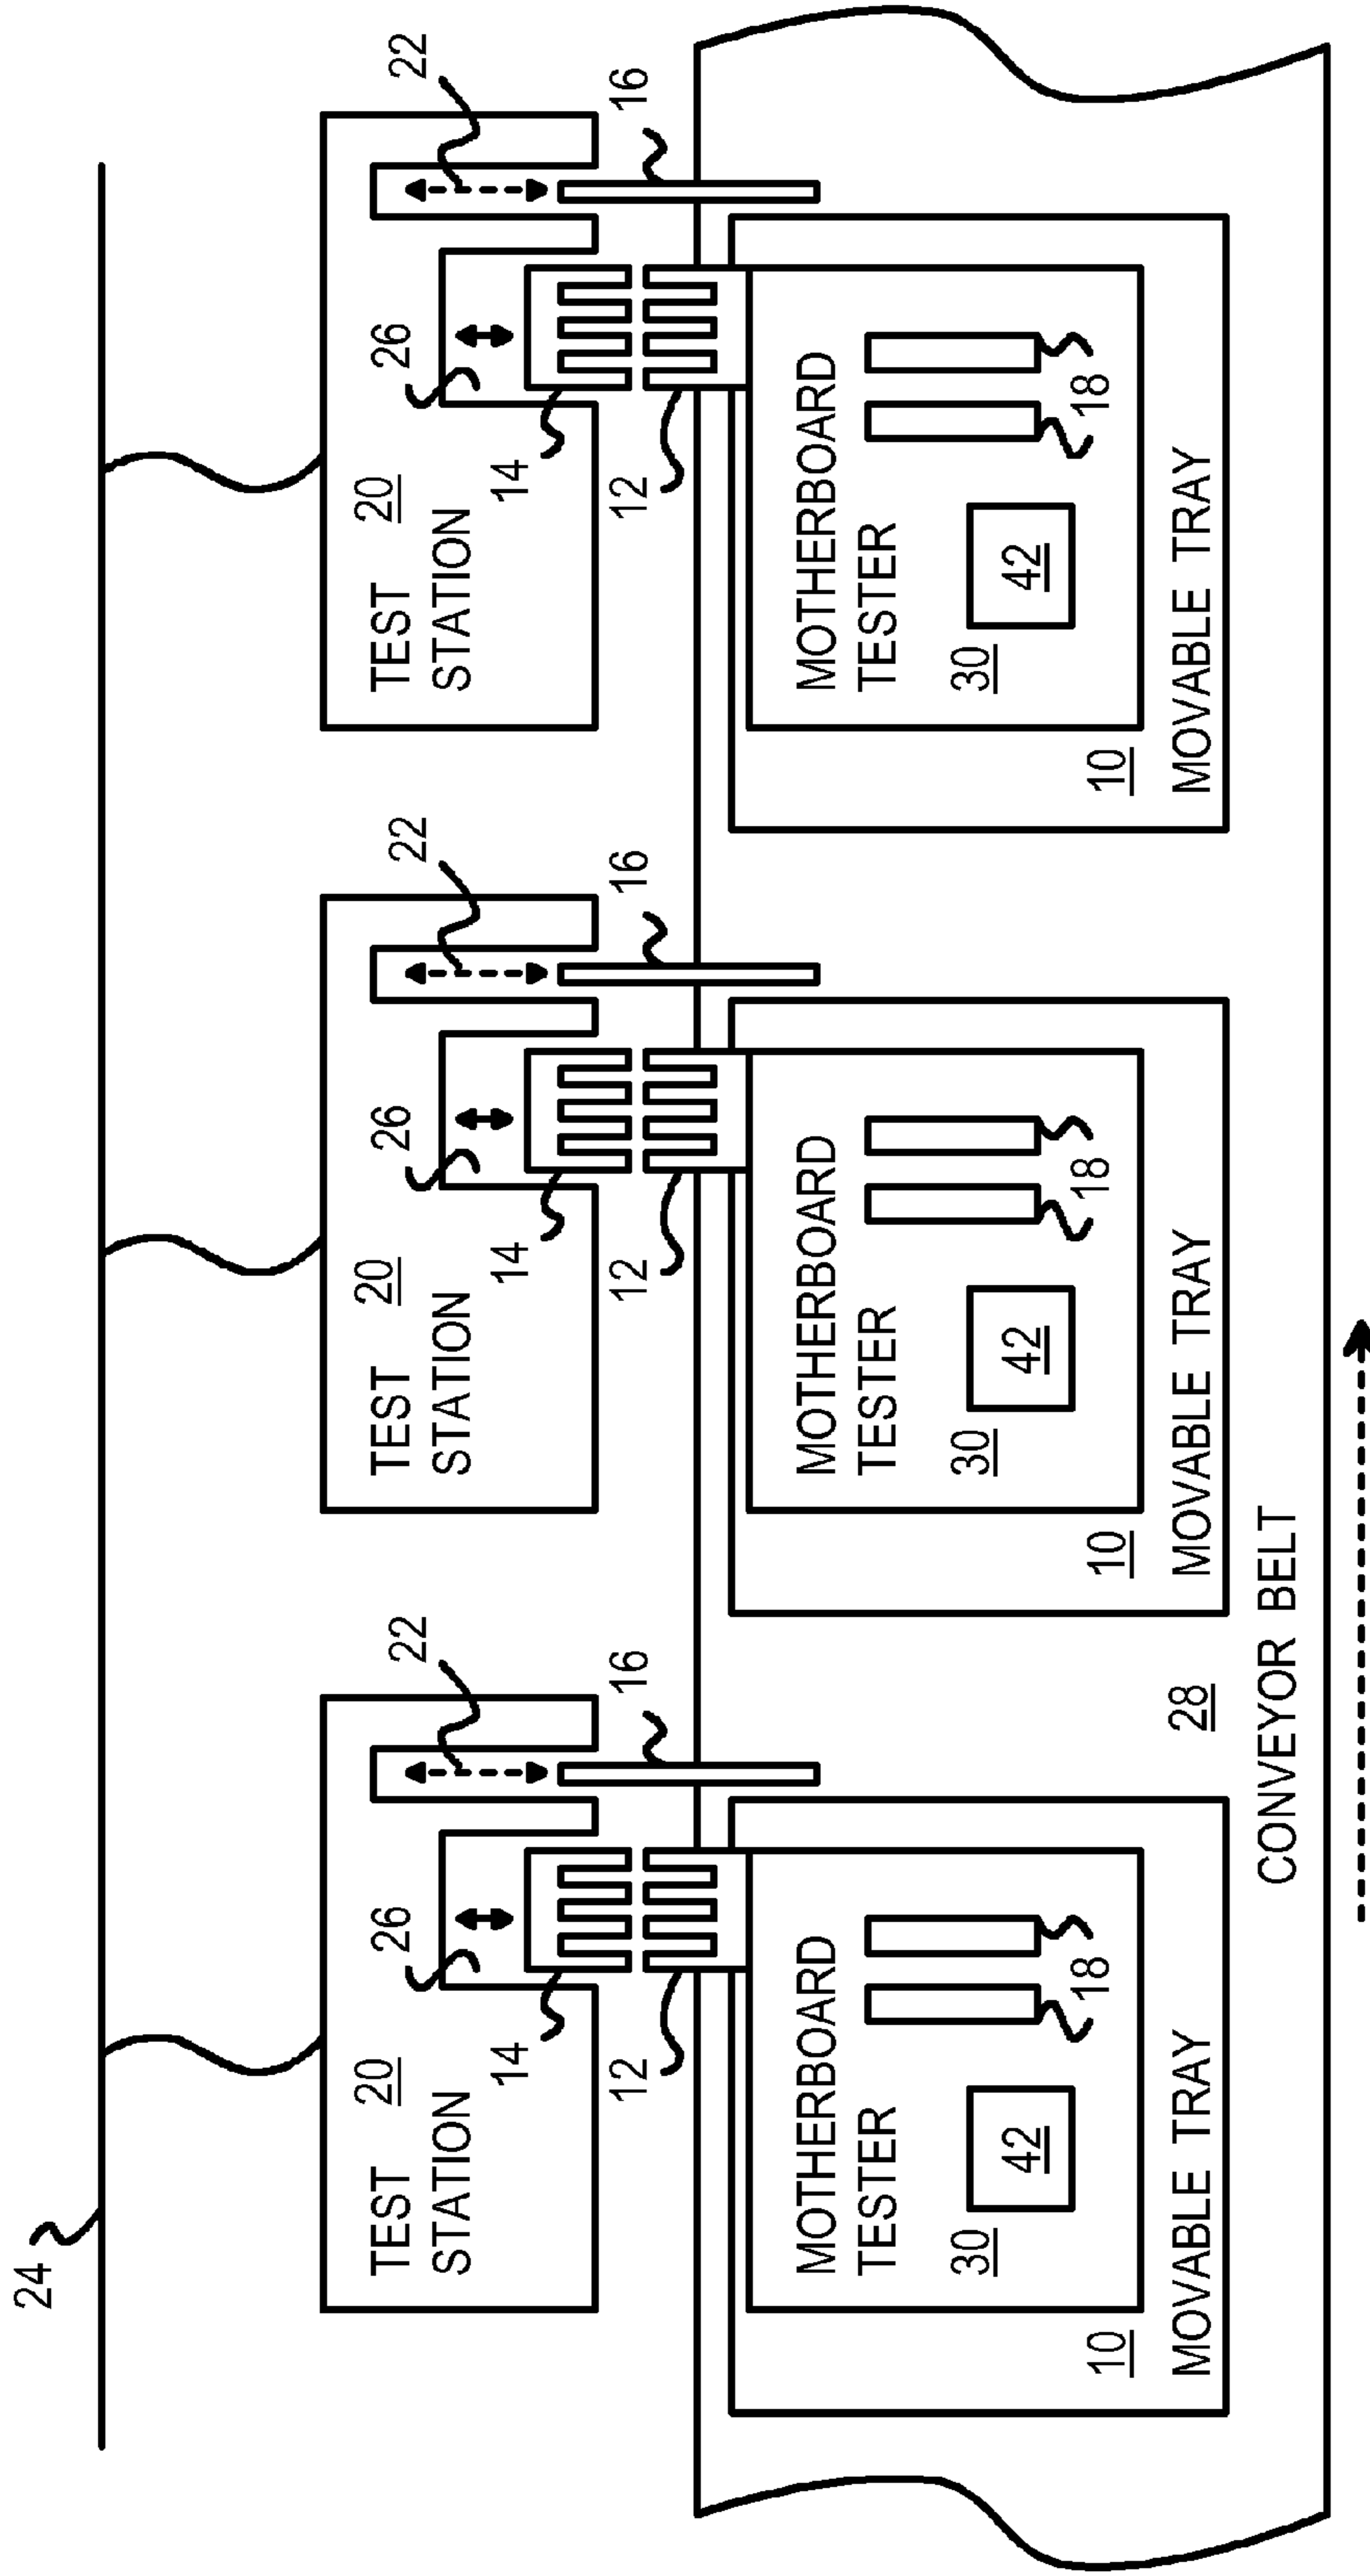 24
22
26
20
TEST
STATION
14
16
12
22
26
20
TEST
STATION
14
16
12
22
26
20
TEST
STATION
14
16
12
MOTHERBOARD
TESTER
30
42
18
10
MOVABLE TRAY
MOTHERBOARD
TESTER
30
42
18
10
MOVABLE TRAY
MOTHERBOARD
TESTER
30
42
18
10
MOVABLE TRAY
28
CONVEYOR BELT